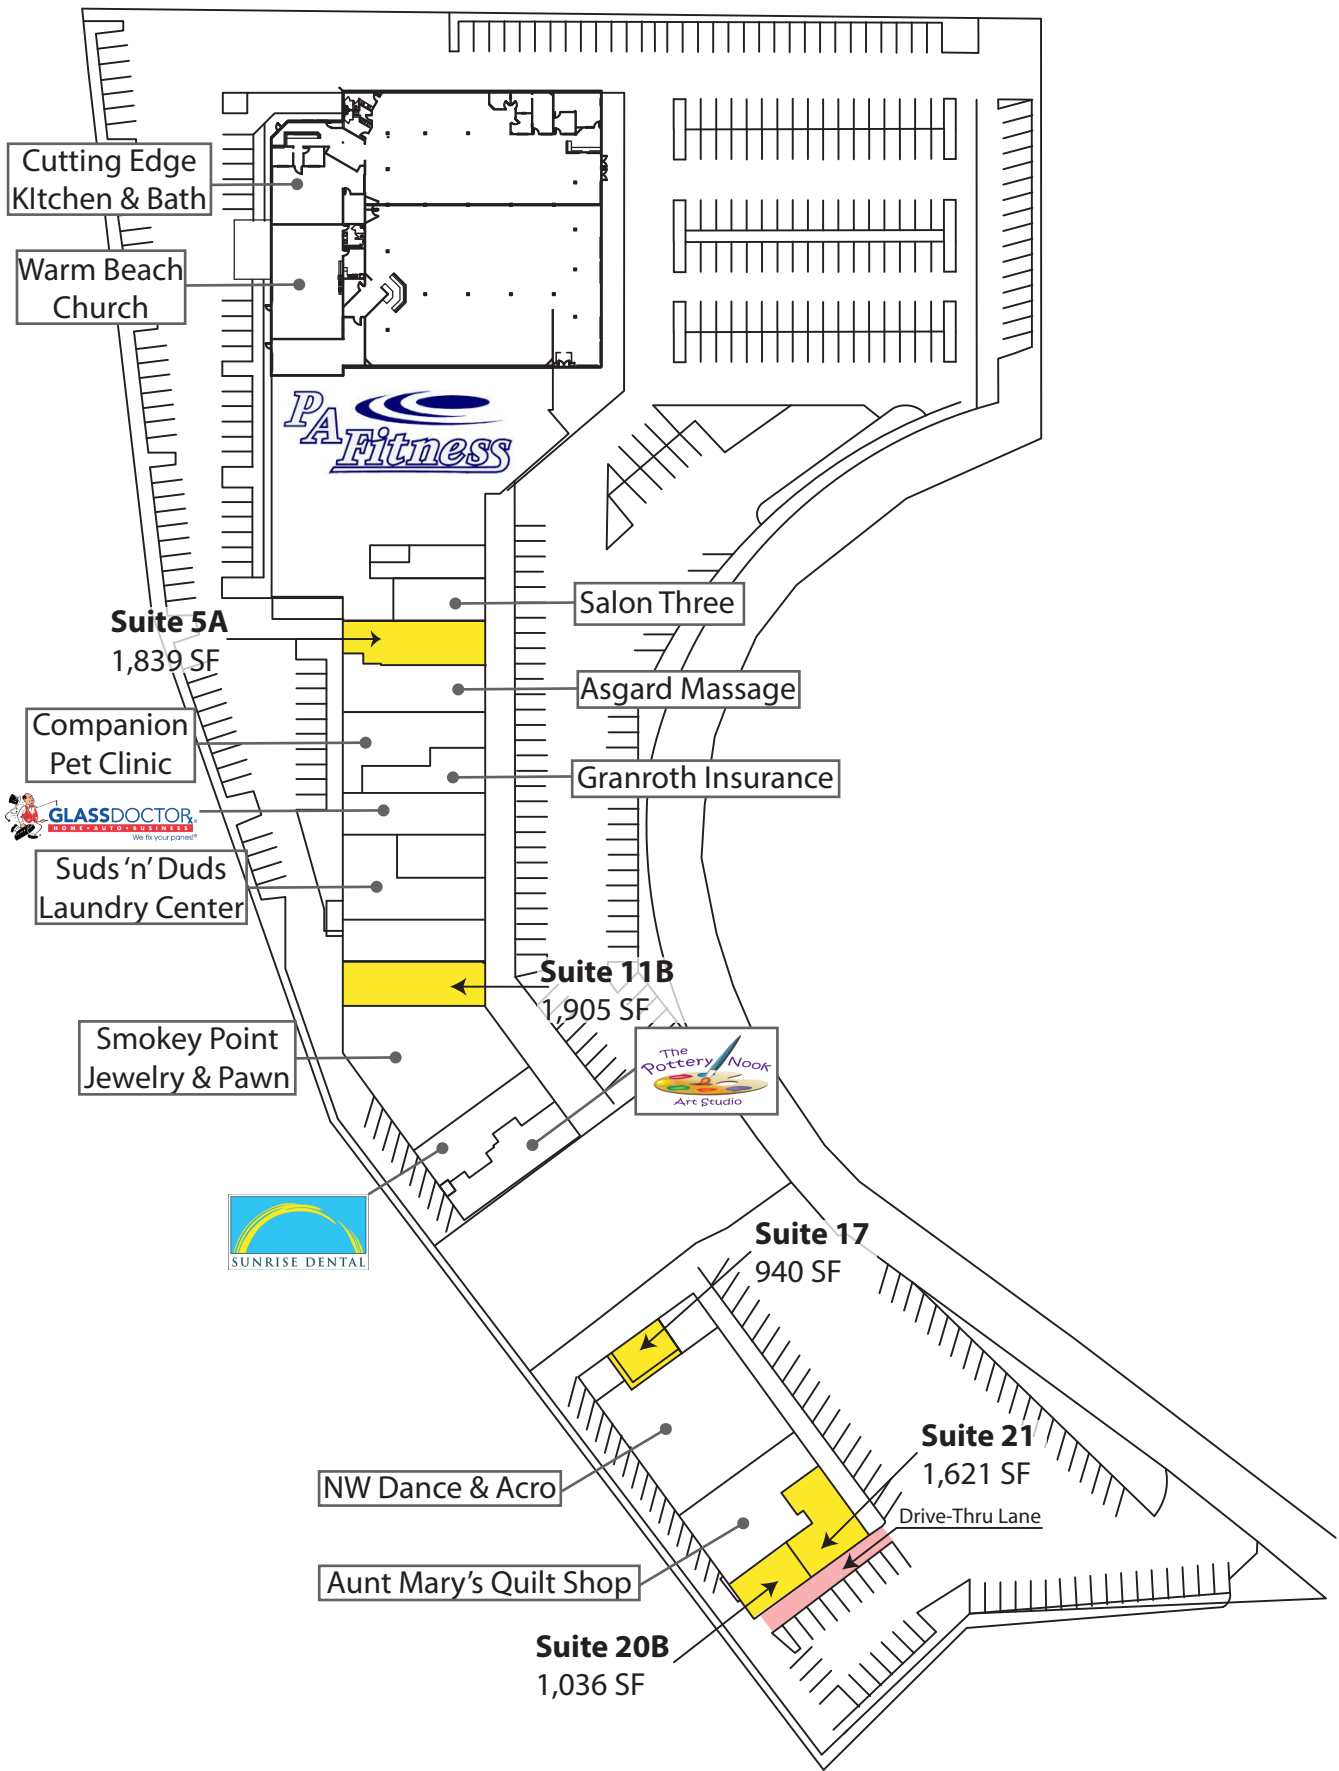 Cutting Edge
KItchen & Bath
Warm Beach
Church
PA Fitness
Salon Three
Suite 5A
1,839 SF
Asgard Massage
Companion
Pet Clinic
Granroth Insurance
GLASSDOCTOR
HOME • AUTO • BUSINESS
We fix your panes!®
Suds ‘n’ Duds
Laundry Center
Suite 11B
1,905 SF
Smokey Point
Jewelry & Pawn
The
Pottery Nook
Art Studio
SUNRISE DENTAL
Suite 17
940 SF
Suite 21
1,621 SF
NW Dance & Acro
Drive-Thru Lane
Aunt Mary’s Quilt Shop
Suite 20B
1,036 SF